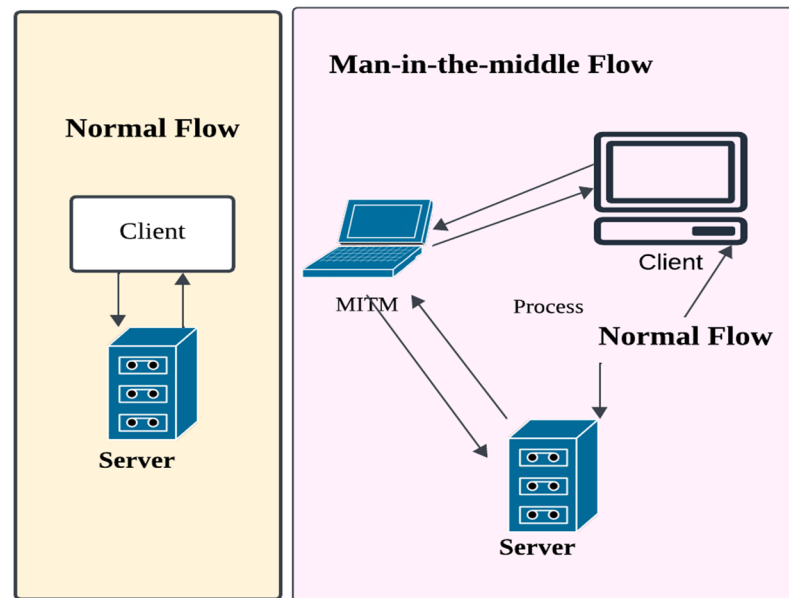 Normal Flow
Client
Server
Man-in-the-middle Flow
Client
MITM
Process
Normal Flow
Server